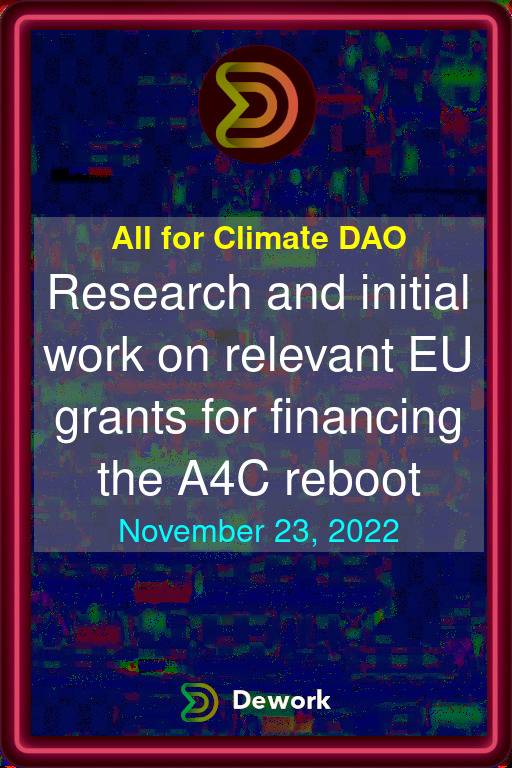 All for Climate DAO
Research and initial
work on relevant EU
grants for financing
the A4C reboot
November 23, 2022
Dework